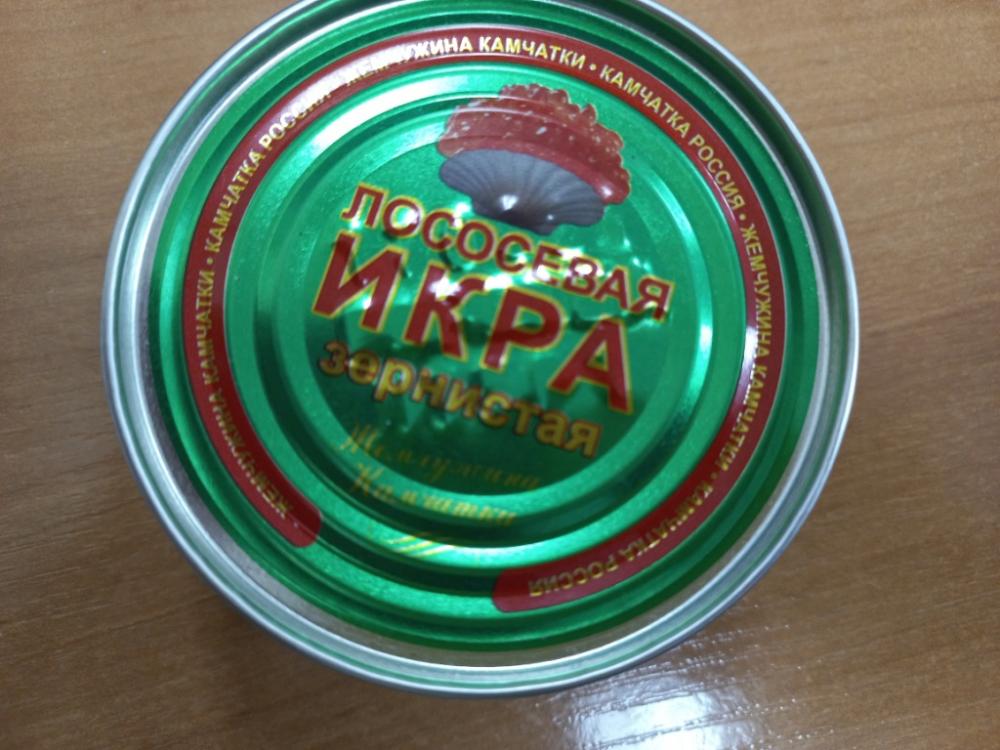 • ЖЕМЧУЖИНА КАМЧАТКИ • КАМЧАТКА РОССИЯ • ЖЕМЧУЖИНА КАМЧАТКИ • КАМЧАТКА РОССИЯ • ЖЕМЧУЖИНА КАМЧАТКИ • КАМЧАТКА РОССИЯ
ЛОСОСЕВАЯ
ИКРА
зернистая
Жемчужина
Камчатки